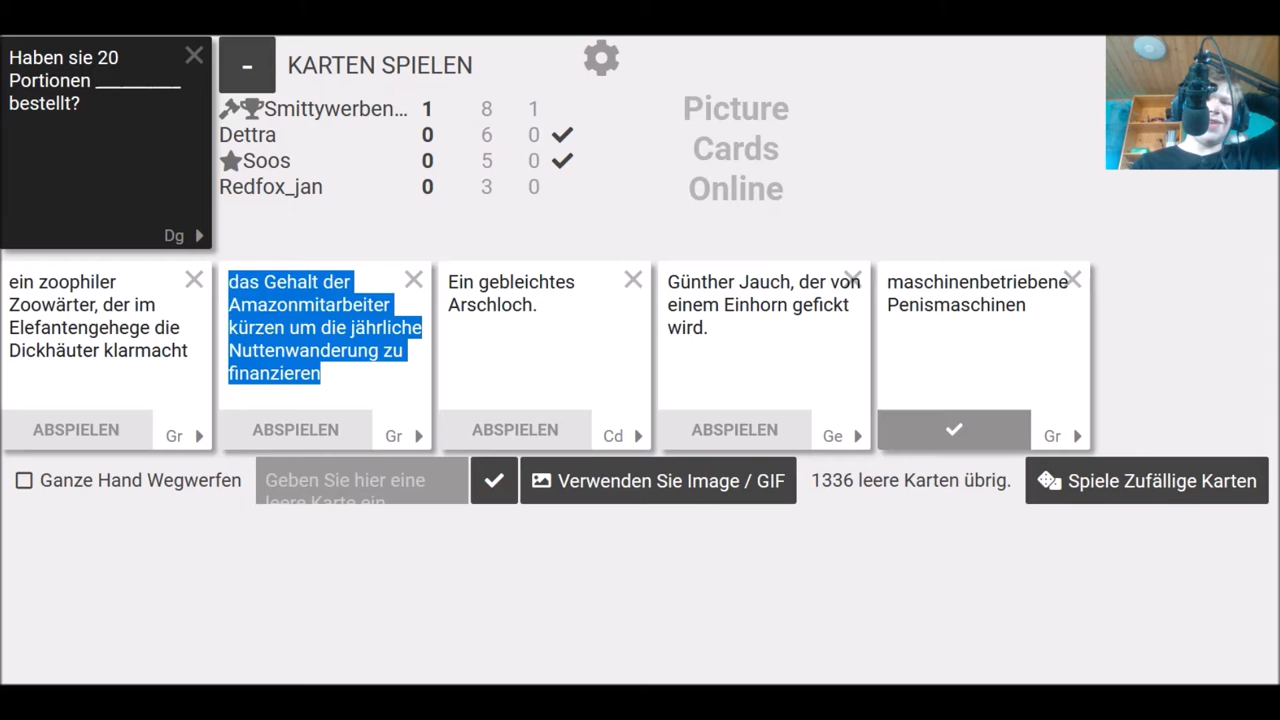 Haben sie 20
Portionen __________
bestellt?
Dg
-
KARTEN SPIELEN
Smittywerben... 1 8 1
Dettra 0 6 0
Soos 0 5 0
Redfox_jan 0 3 0
Picture
Cards
Online
ein zoophiler
Zoowärter, der im
Elefantengehege die
Dickhäuter klarmacht
ABSPIELEN
Gr
das Gehalt der
Amazonmitarbeiter
kürzen um die jährliche
Nuttenwanderung zu
finanzieren
ABSPIELEN
Gr
Ein gebleichtes
Arschloch.
ABSPIELEN
Cd
Günther Jauch, der von
einem Einhorn gefickt
wird.
ABSPIELEN
Ge
maschinenbetriebene
Penismaschinen
Gr
Ganze Hand Wegwerfen
Geben Sie hier eine
leere Karte ein
Verwenden Sie Image / GIF
1336 leere Karten übrig.
Spiele Zufällige Karten